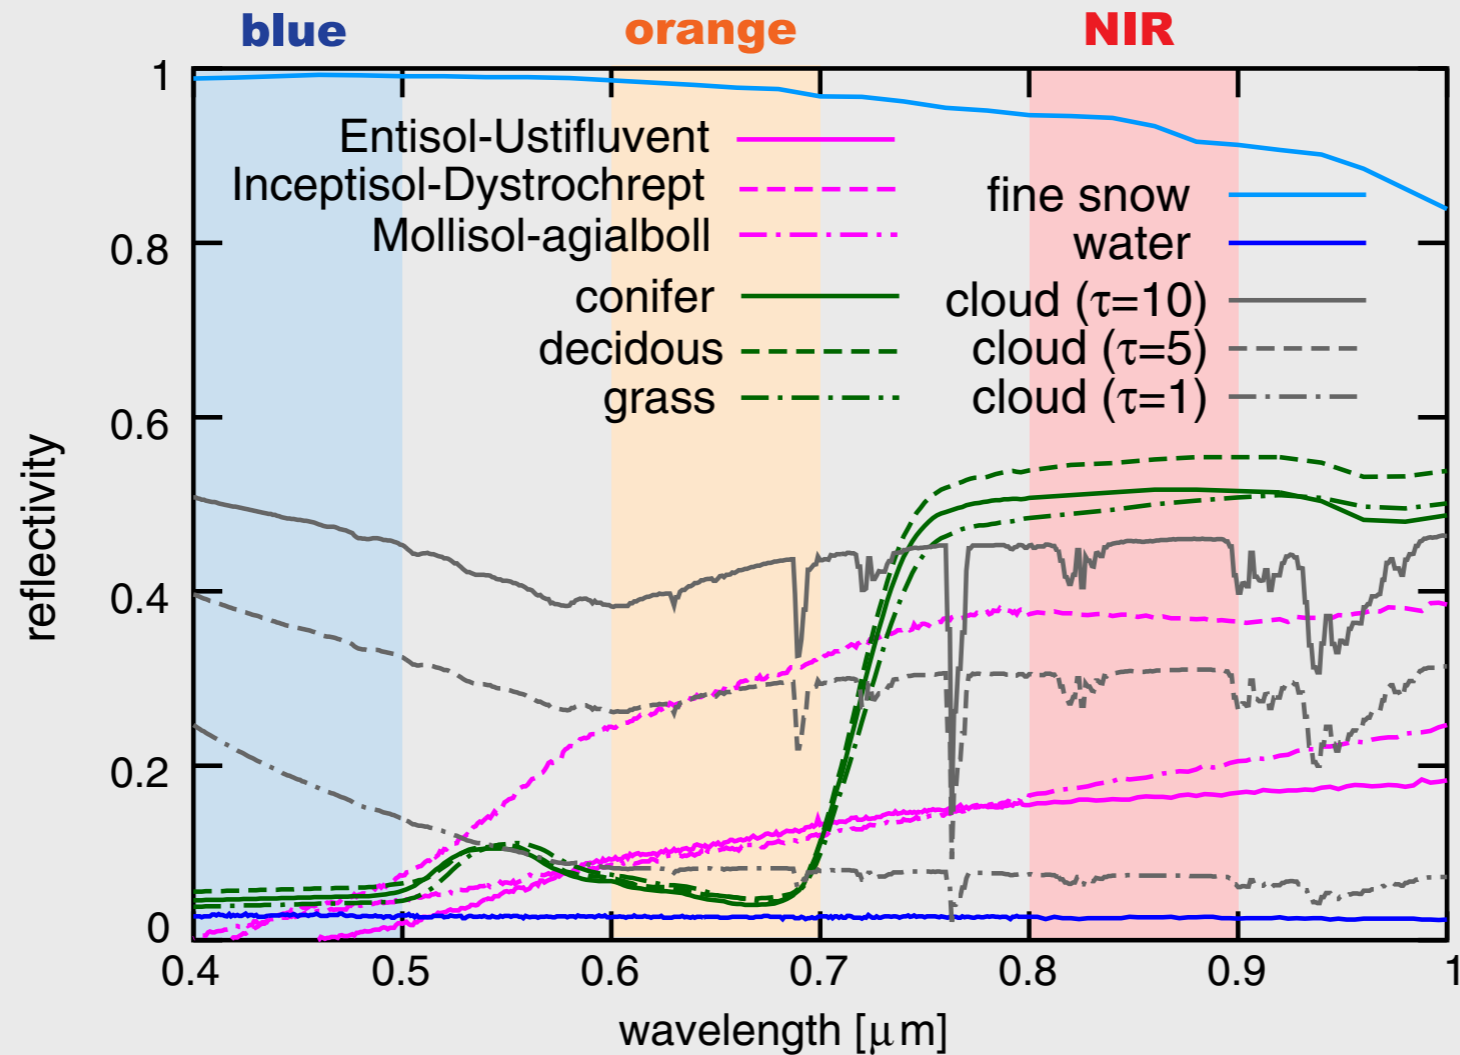 blue orange NIR
1
0.8
0.6
0.4
0.2
0
reflectivity
Entisol-Ustifluvent
Inceptisol-Dystrochrept
Mollisol-agialboll
conifer
decidous
grass
fine snow
water
cloud (τ=10)
cloud (τ=5)
cloud (τ=1)
0.4 0.5 0.6 0.7 0.8 0.9 1
wavelength [μm]